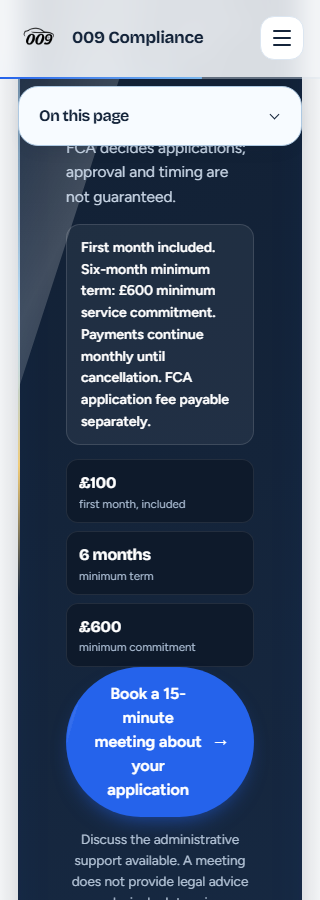 009
009 Compliance
On this page
FCA decides applications;
approval and timing are
not guaranteed.
First month included.
Six-month minimum
term: £600 minimum
service commitment.
Payments continue
monthly until
cancellation. FCA
application fee payable
separately.
£100
first month, included
6 months
minimum term
£600
minimum commitment
Book a 15-
minute
meeting about →
your
application
Discuss the administrative
support available. A meeting
does not provide legal advice